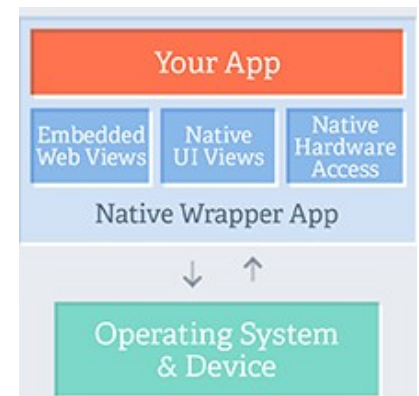 Your App
Embedded
Web Views
Native
UI Views
Native
Hardware
Access
Native Wrapper App
Operating System
& Device